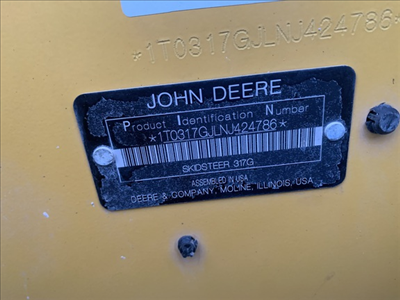 *1T0317GJLNJ424786*
JOHN DEERE
Product Identification Number
*1T0317GJLNJ424786*
SKIDSTEER 317G
ASSEMBLED IN USA
DEERE & COMPANY, MOLINE, ILLINOIS, USA